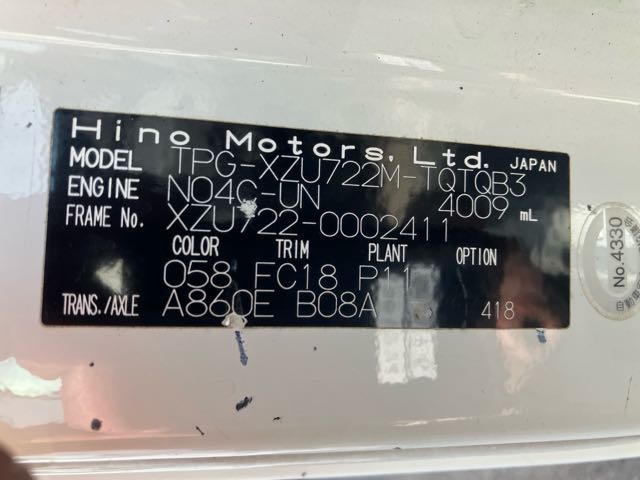 Hino Motors, Ltd. JAPAN
MODEL TPG-XZU722M-TQTQB3
ENGINE N04C-UN 4009 mL
FRAME No. XZU722-0002411
COLOR TRIM PLANT OPTION
058 FC18 P11
TRANS./AXLE A860E B08A 418
No.4330